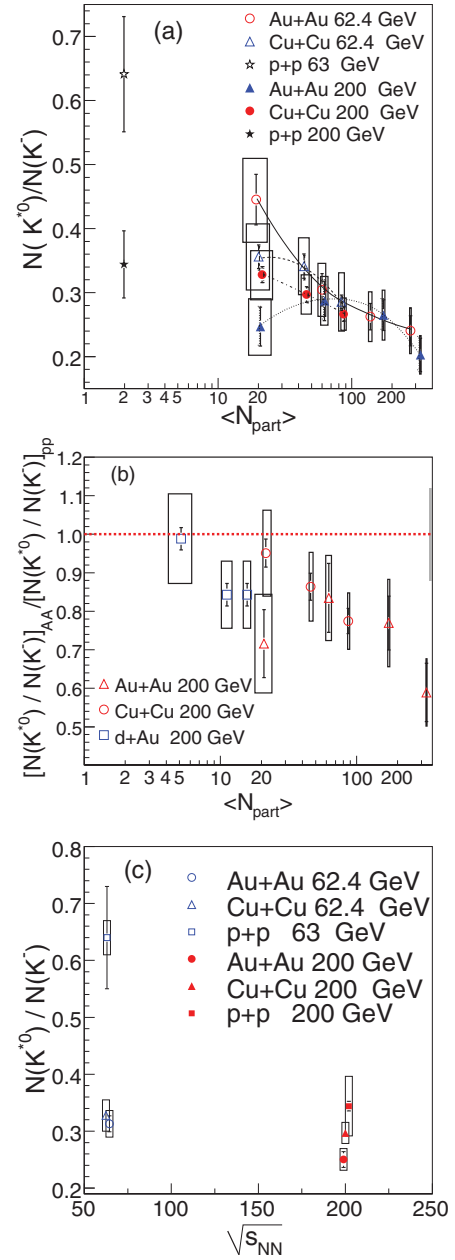 (a)
Au+Au 62.4 GeV
Cu+Cu 62.4 GeV
p+p 63 GeV
Au+Au 200 GeV
Cu+Cu 200 GeV
p+p 200 GeV
N( K*0)/N(K-)
0.7
0.6
0.5
0.4
0.3
0.2
1 2 3 4 5 10 20 100 200
<Npart>
(b)
[N(K*0) / N(K-)]AA/[N(K*0) / N(K-)]pp
1.2
1.1
1.0
0.9
0.8
0.7
0.6
0.5
Au+Au 200 GeV
Cu+Cu 200 GeV
d+Au 200 GeV
1 2 3 4 5 10 20 100 200
<Npart>
(c)
Au+Au 62.4 GeV
Cu+Cu 62.4 GeV
p+p 63 GeV
Au+Au 200 GeV
Cu+Cu 200 GeV
p+p 200 GeV
N(K*0) / N(K-)
0.8
0.7
0.6
0.5
0.4
0.3
0.2
50 100 150 200 250
√sNN